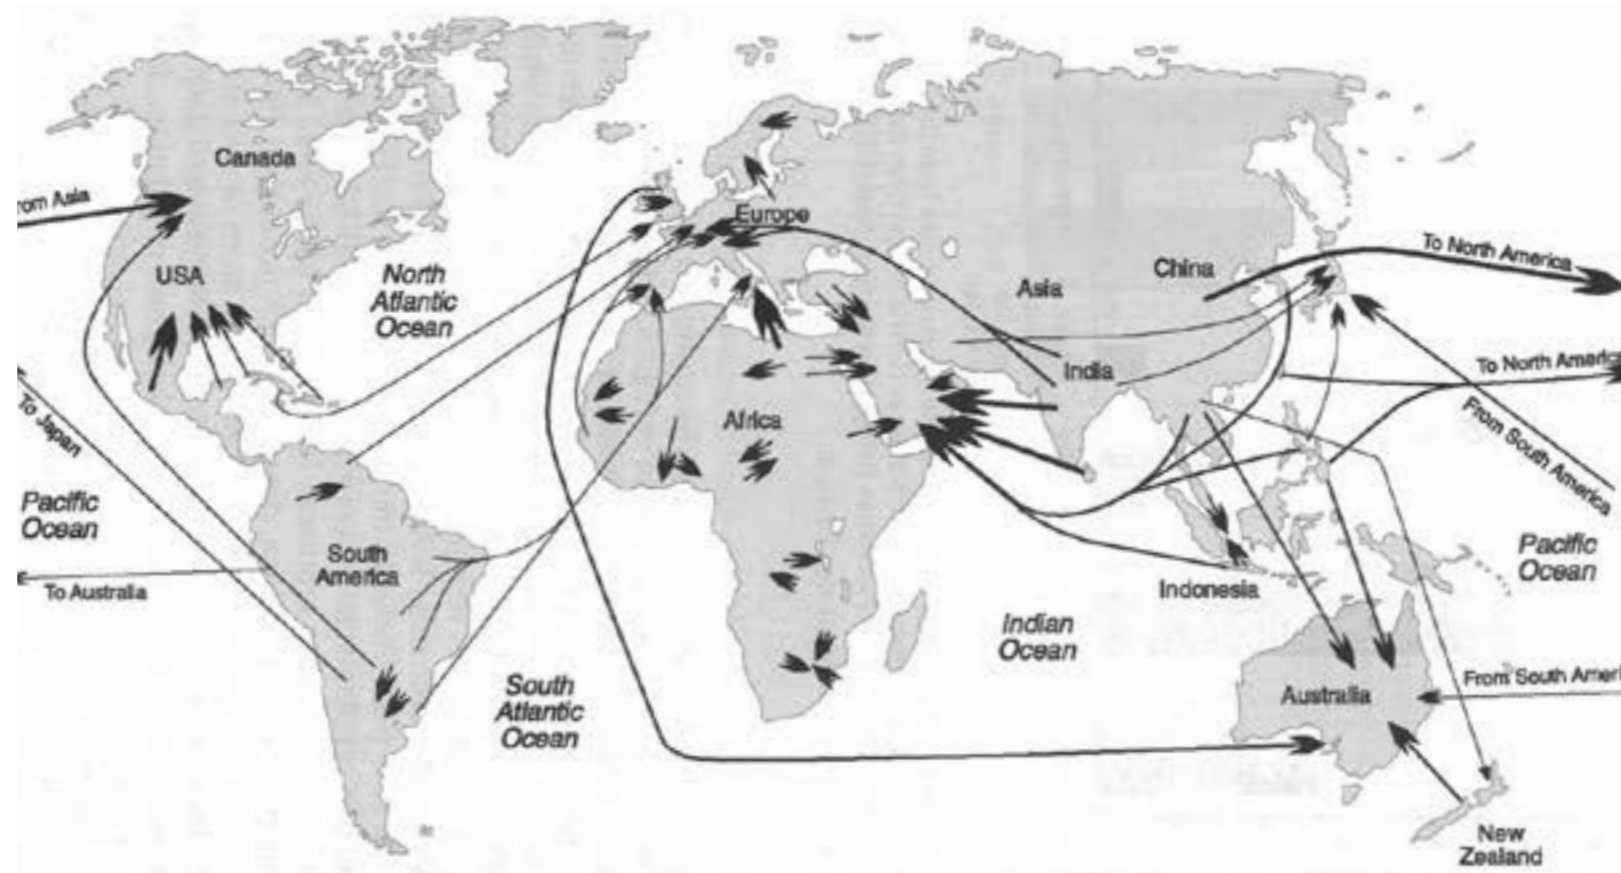 Canada
rom Asia
USA
North
Atlantic
Ocean
To Japan
Pacific
Ocean
To Australia
South
America
South
Atlantic
Ocean
Europe
Africa
Asia
China
India
To North America
To North America
From South America
Pacific
Ocean
Indonesia
Indian
Ocean
Australia
From South Ameri
New
Zealand